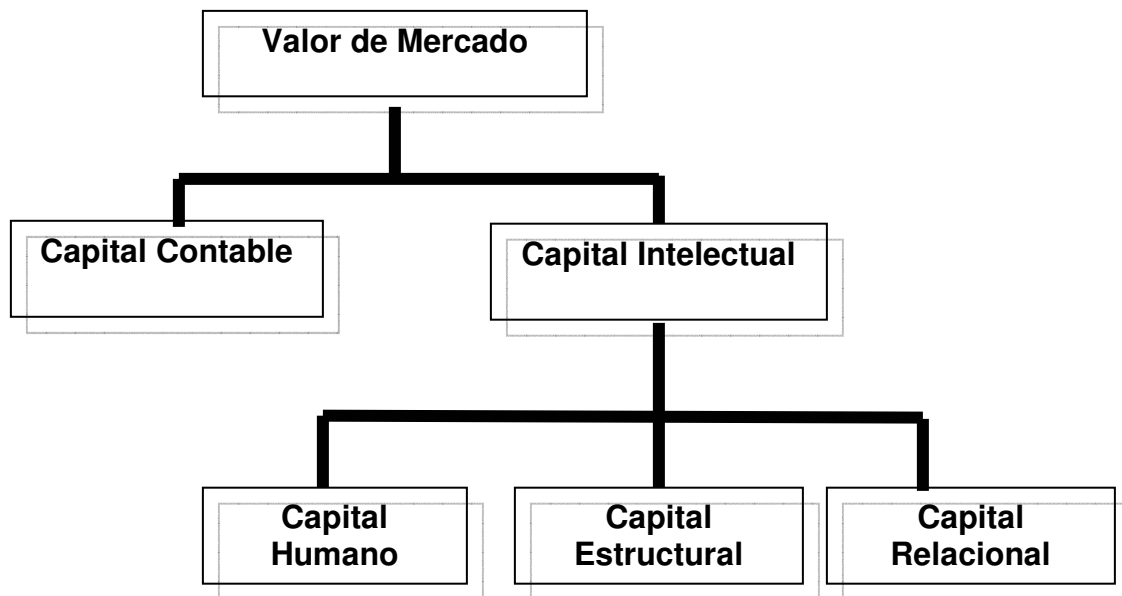 Valor de Mercado
Capital Contable
Capital Intelectual
Capital
Humano
Capital
Estructural
Capital
Relacional